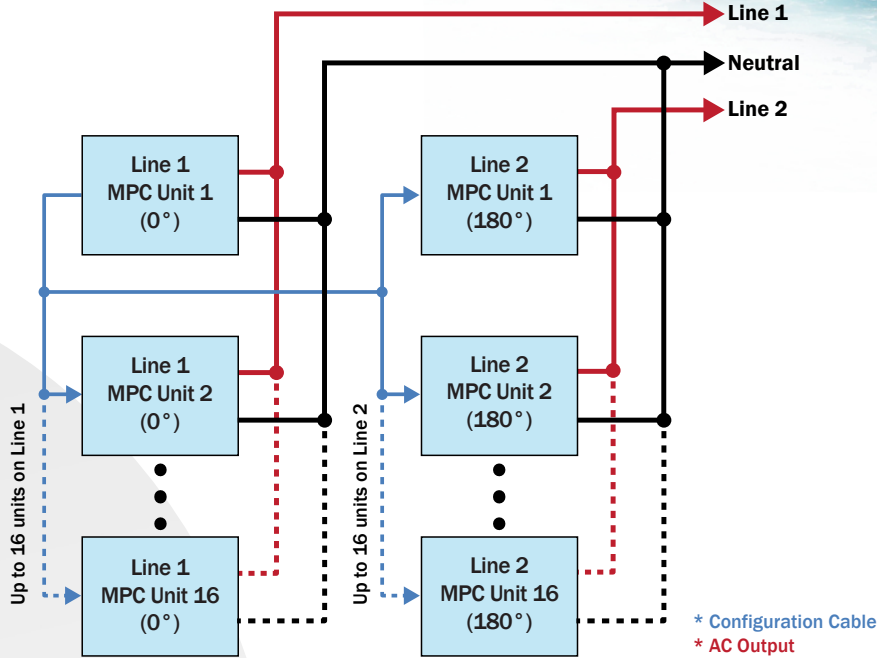 Line 1
Neutral
Line 2
Line 1
MPC Unit 1
(0°)
Line 2
MPC Unit 1
(180°)
Line 1
MPC Unit 2
(0°)
Line 2
MPC Unit 2
(180°)
Up to 16 units on Line 1
Up to 16 units on Line 2
Line 1
MPC Unit 16
(0°)
Line 2
MPC Unit 16
(180°)
* Configuration Cable
* AC Output